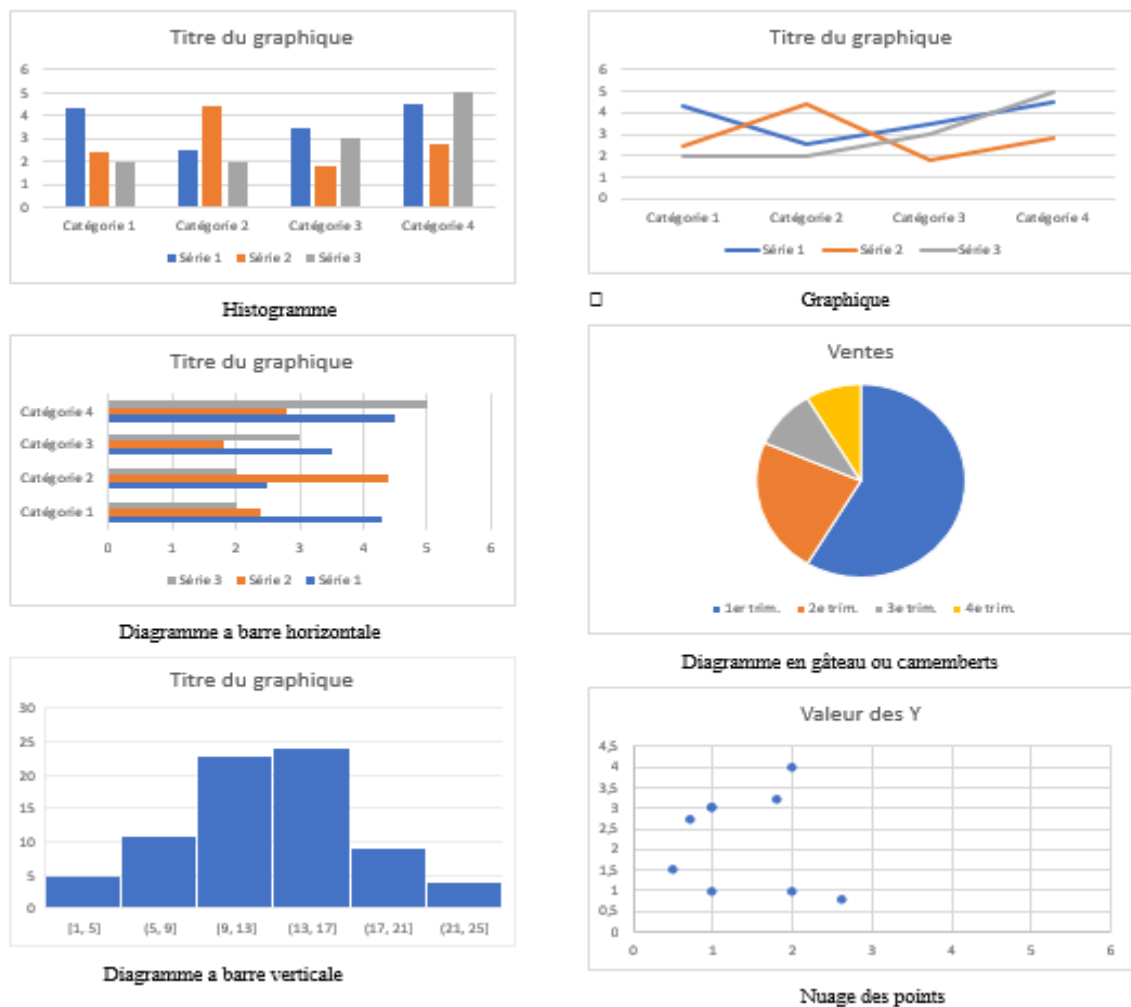 Titre du graphique
6
5
4
3
2
1
0
Catégorie 1 Catégorie 2 Catégorie 3 Catégorie 4
Série 1 Série 2 Série 3
Histogramme
Titre du graphique
6
5
4
3
2
1
0
Catégorie 1 Catégorie 2 Catégorie 3 Catégorie 4
Série 1 Série 2 Série 3
Graphique
Titre du graphique
Catégorie 4
Catégorie 3
Catégorie 2
Catégorie 1
0 1 2 3 4 5 6
Série 3 Série 2 Série 1
Diagramme a barre horizontale
Ventes
1er trim. 2e trim. 3e trim. 4e trim.
Diagramme en gâteau ou camemberts
Titre du graphique
30
25
20
15
10
5
0
[1, 5] (5, 9] (9, 13] (13, 17] (17, 21] (21, 25]
Diagramme a barre verticale
Valeur des Y
4,5
4
3,5
3
2,5
2
1,5
1
0,5
0
0 1 2 3 4 5 6
Nuage des points